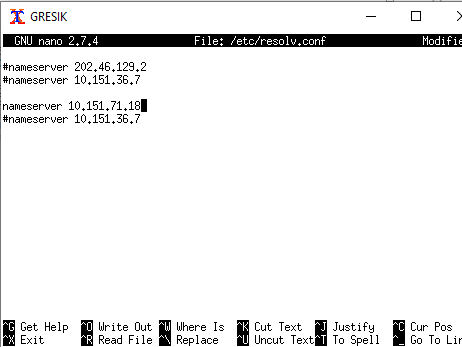 GRESIK
GNU nano 2.7.4 File: /etc/resolv.conf Modifie
#nameserver 202.46.129.2
#nameserver 10.151.36.7
nameserver 10.151.71.18
#nameserver 10.151.36.7
^G Get Help ^O Write Out ^W Where Is ^K Cut Text ^J Justify ^C Cur Pos
^X Exit ^R Read File ^\ Replace ^U Uncut Text ^T To Spell ^_ Go To Lin